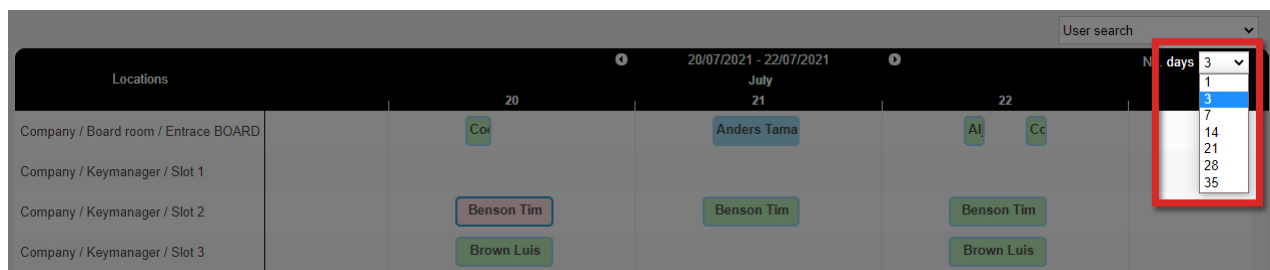 User search
20/07/2021 - 22/07/2021
days 3
Locations
July
1
20
21
22
3
7
14
21
28
35
Company / Board room / Entrace BOARD
Anders Tama
Company / Keymanager / Slot 1
Company / Keymanager / Slot 2
Benson Tim
Benson Tim
Benson Tim
Company / Keymanager / Slot 3
Brown Luis
Brown Luis